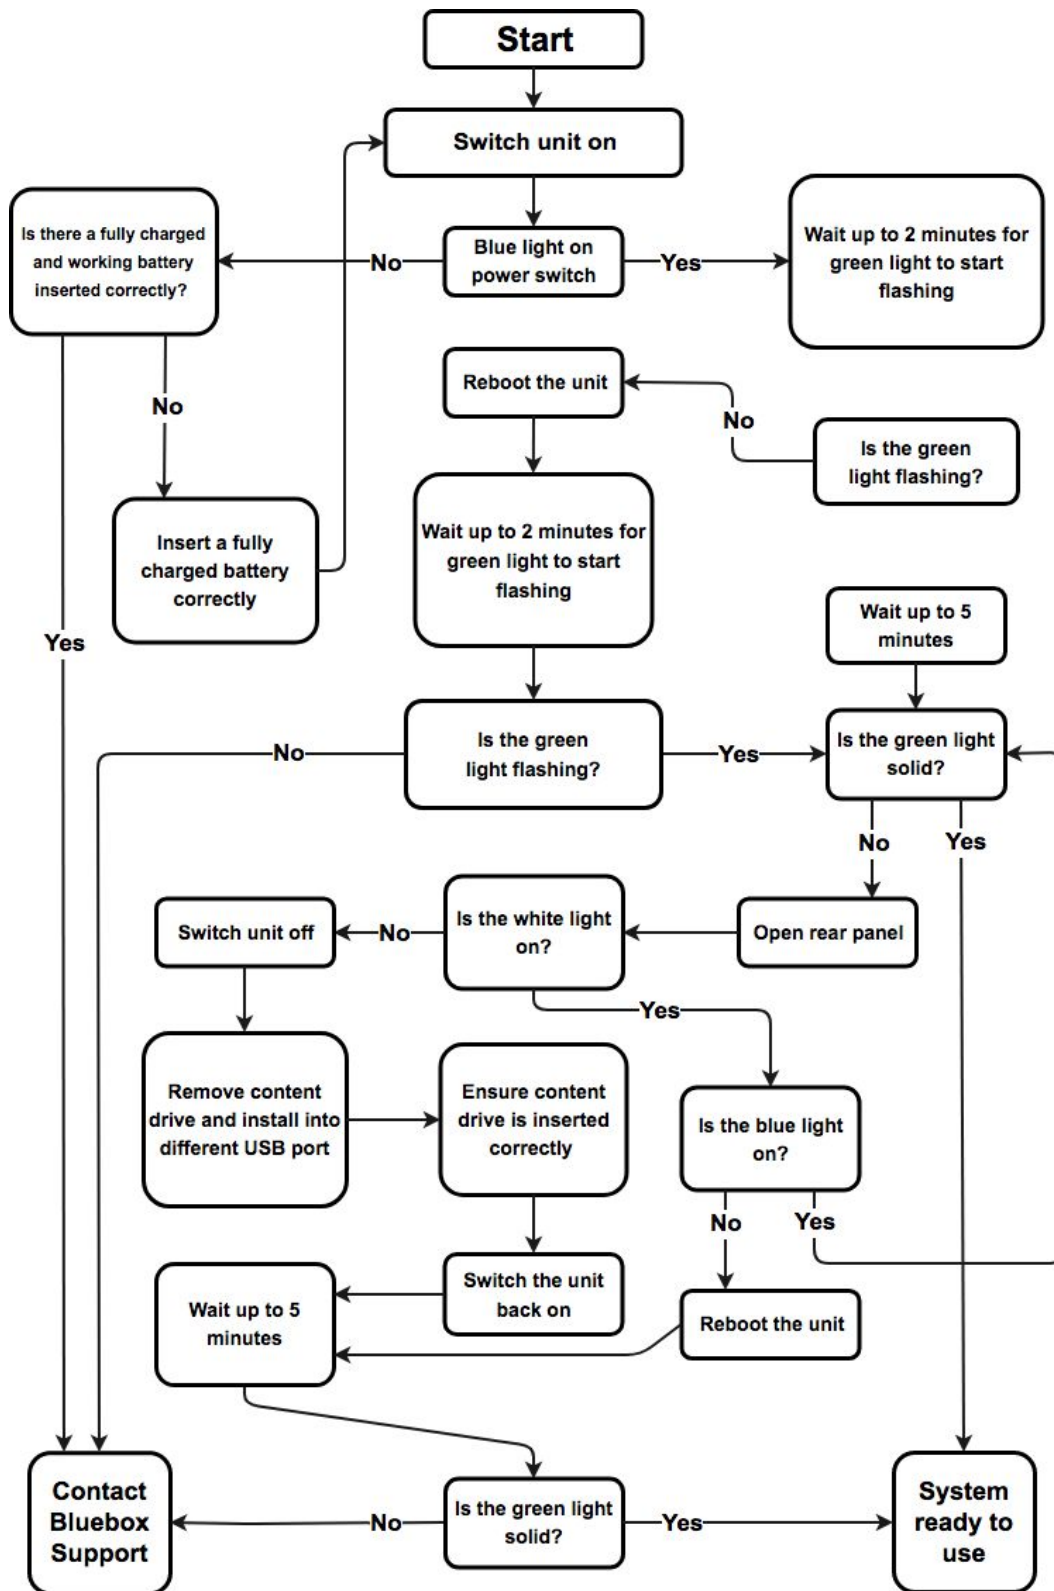 Start
Switch unit on
Is there a fully charged
and working battery
inserted correctly?
No
Blue light on
power switch
Yes
Wait up to 2 minutes for
green light to start
flashing
Reboot the unit
No
Is the green
light flashing?
No
Wait up to 2 minutes for
green light to start
flashing
Insert a fully
charged battery
correctly
Yes
Wait up to 5
minutes
No
Is the green
light flashing?
Yes
Is the green light
solid?
No
Yes
Switch unit off
No
Is the white light
on?
Open rear panel
Yes
Remove content
drive and install into
different USB port
Ensure content
drive is inserted
correctly
Is the blue light
on?
No
Yes
Wait up to 5
minutes
Switch the unit
back on
Reboot the unit
Contact
Bluebox
Support
No
Is the green light
solid?
Yes
System
ready to
use